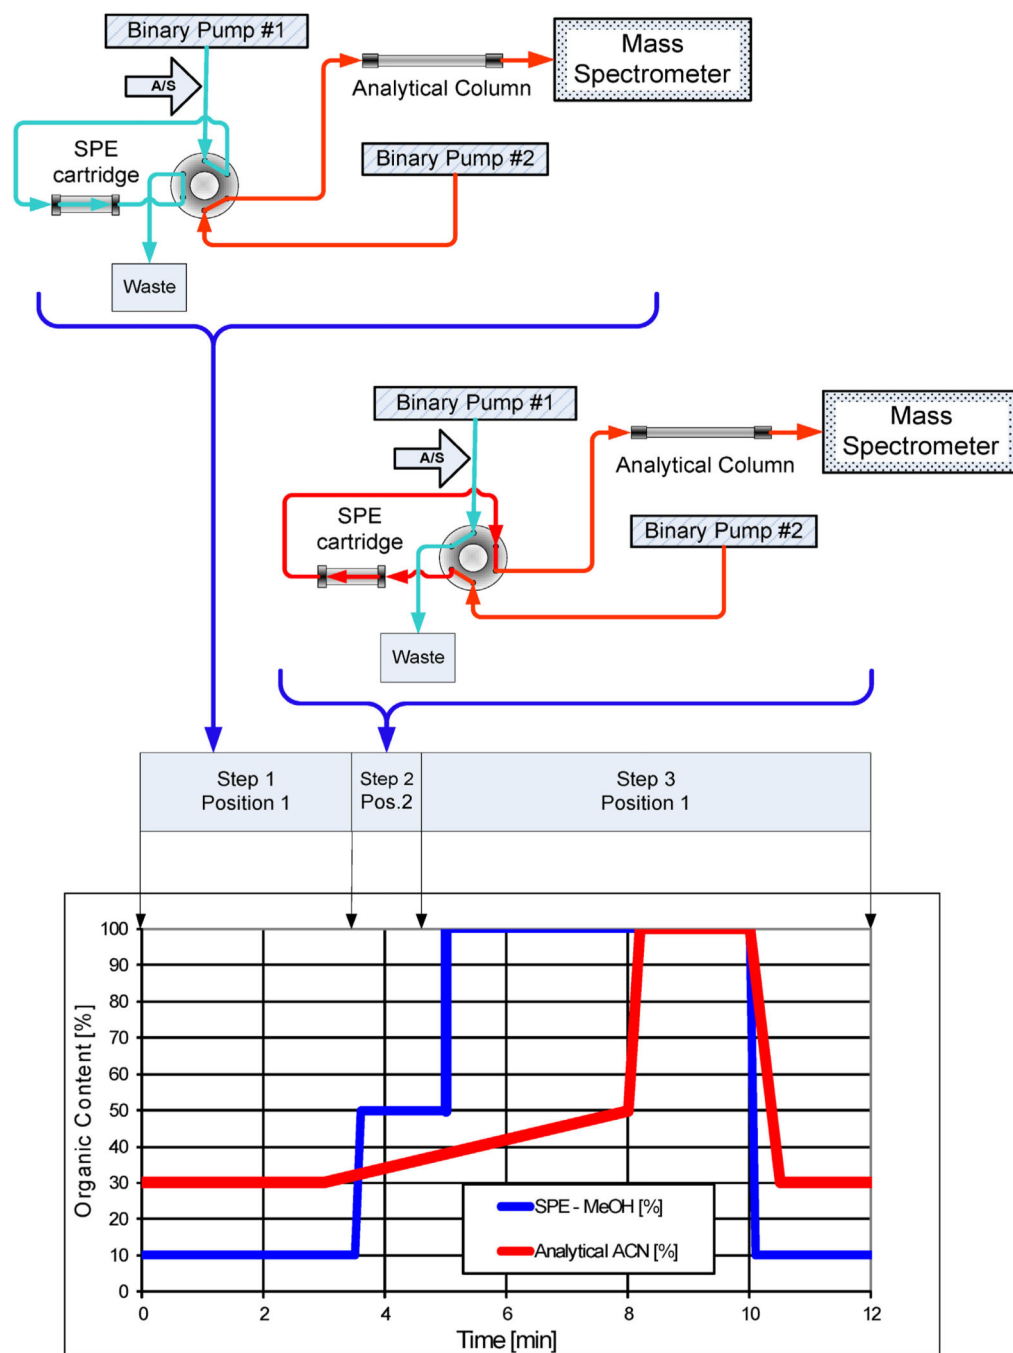 Binary Pump #1
A/S
SPE
cartridge
Waste
Analytical Column
Mass
Spectrometer
Binary Pump #2
Binary Pump #1
A/S
SPE
cartridge
Waste
Analytical Column
Mass
Spectrometer
Binary Pump #2
Step 1
Position 1
Step 2
Pos.2
Step 3
Position 1
Organic Content [%]
100
90
80
70
60
50
40
30
20
10
0
SPE - MeOH [%]
Analytical ACN [%]
0 2 4 6 8 10 12
Time [min]